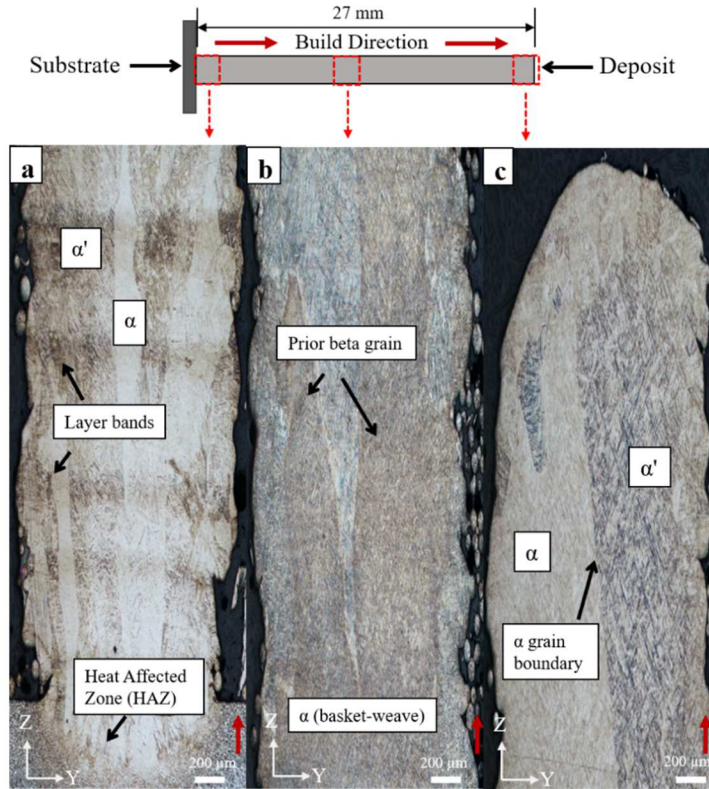 27 mm
Build Direction
Substrate
Deposit
a
α'
α
Layer bands
Heat Affected
Zone (HAZ)
Z
Y
200 µm
b
Prior beta grain
α (basket-weave)
Z
Y
200 µm
c
α'
α
α grain
boundary
Z
Y
200 µm